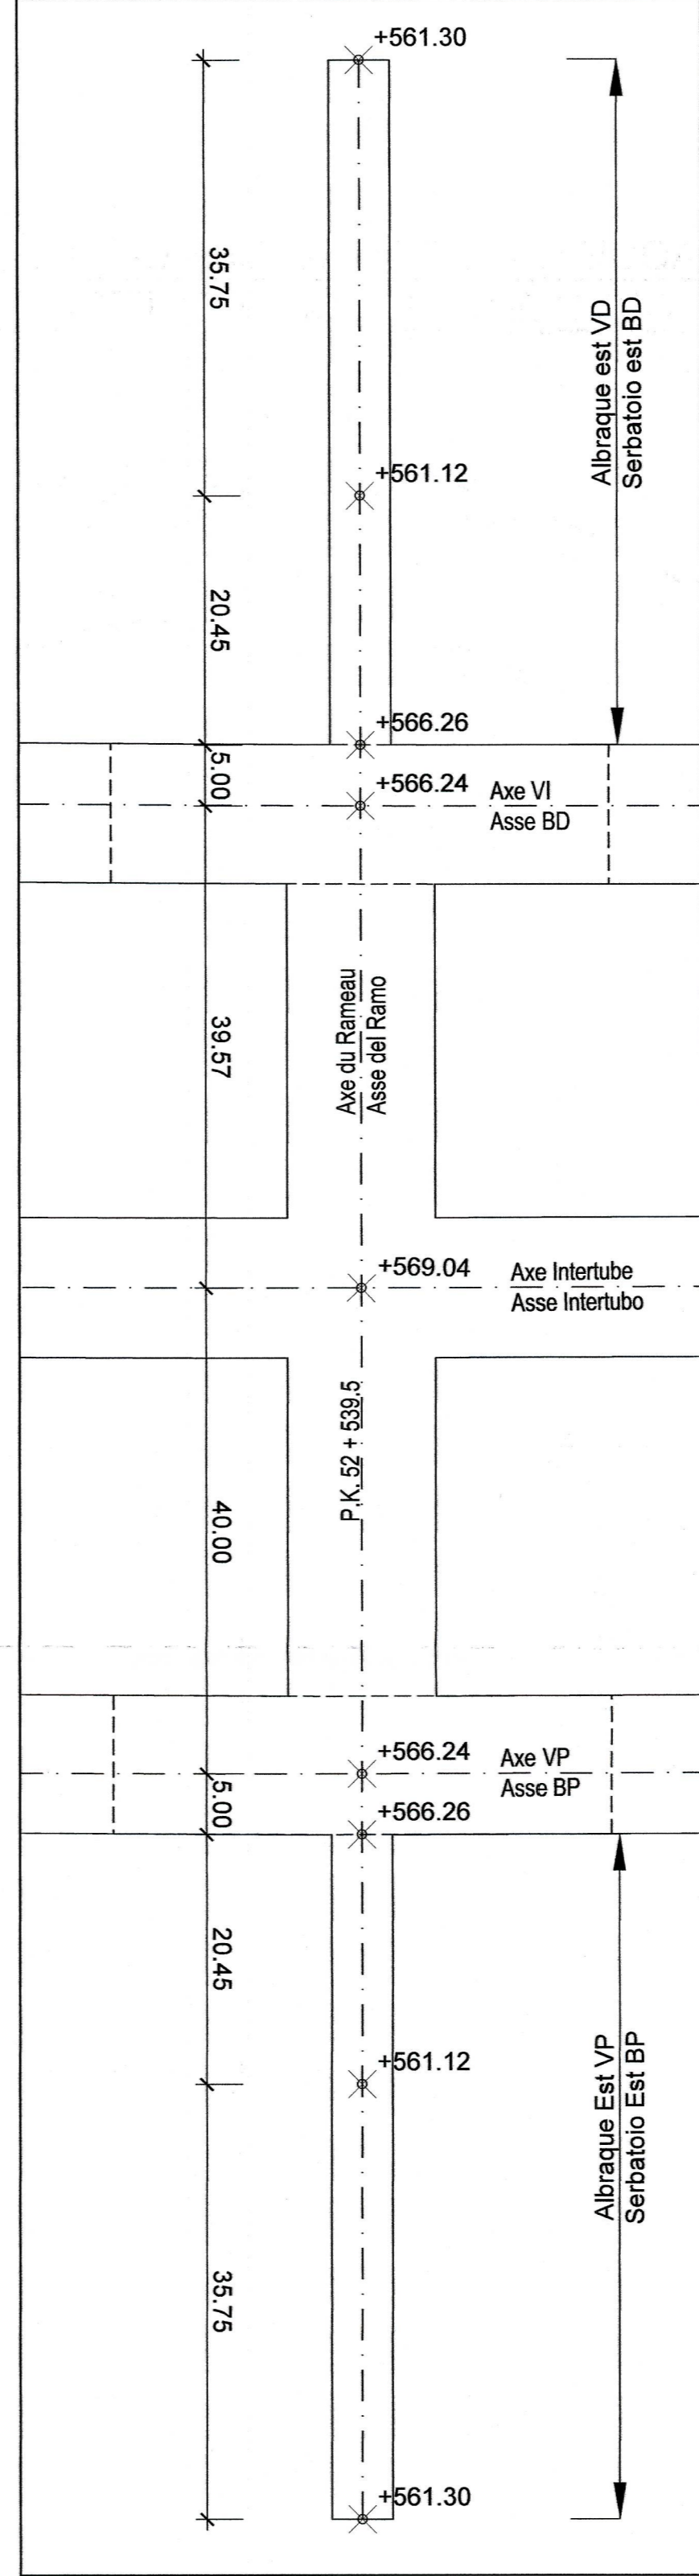 +561.30
35.75
Albraque est VD
Serbatoio est BD
+561.12
20.45
+566.26
5.00
+566.24
Axe VI
Asse BD
39.57
Axe du Rameau
Asse del Ramo
+569.04
Axe Intertube
Asse Intertubo
P.K. 52 + 539.5
40.00
+566.24
Axe VP
Asse BP
5.00
+566.26
20.45
Albraque Est VP
Serbatoio Est BP
+561.12
35.75
+561.30